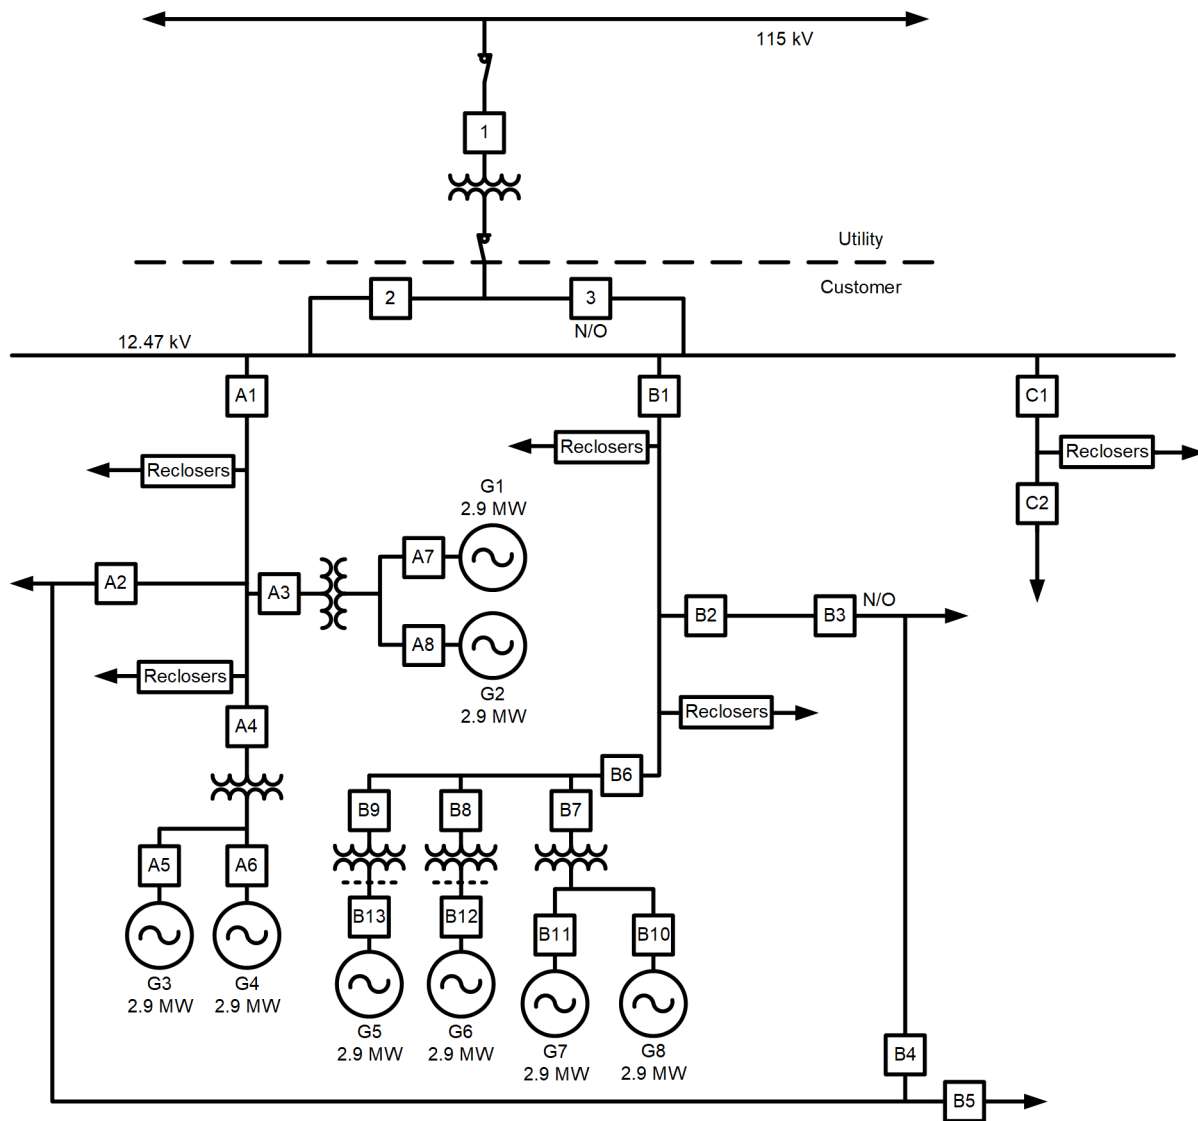 115 kV
1
Utility
Customer
2
3
N/O
12.47 kV
A1
B1
C1
Reclosers
Reclosers
Reclosers
C2
G1
2.9 MW
A7
A2
A3
A8
G2
2.9 MW
B2
B3
N/O
Reclosers
A4
Reclosers
B6
B9
B8
B7
A5
A6
B13
B12
B11
B10
G3
2.9 MW
G4
2.9 MW
G5
2.9 MW
G6
2.9 MW
G7
2.9 MW
G8
2.9 MW
B4
B5